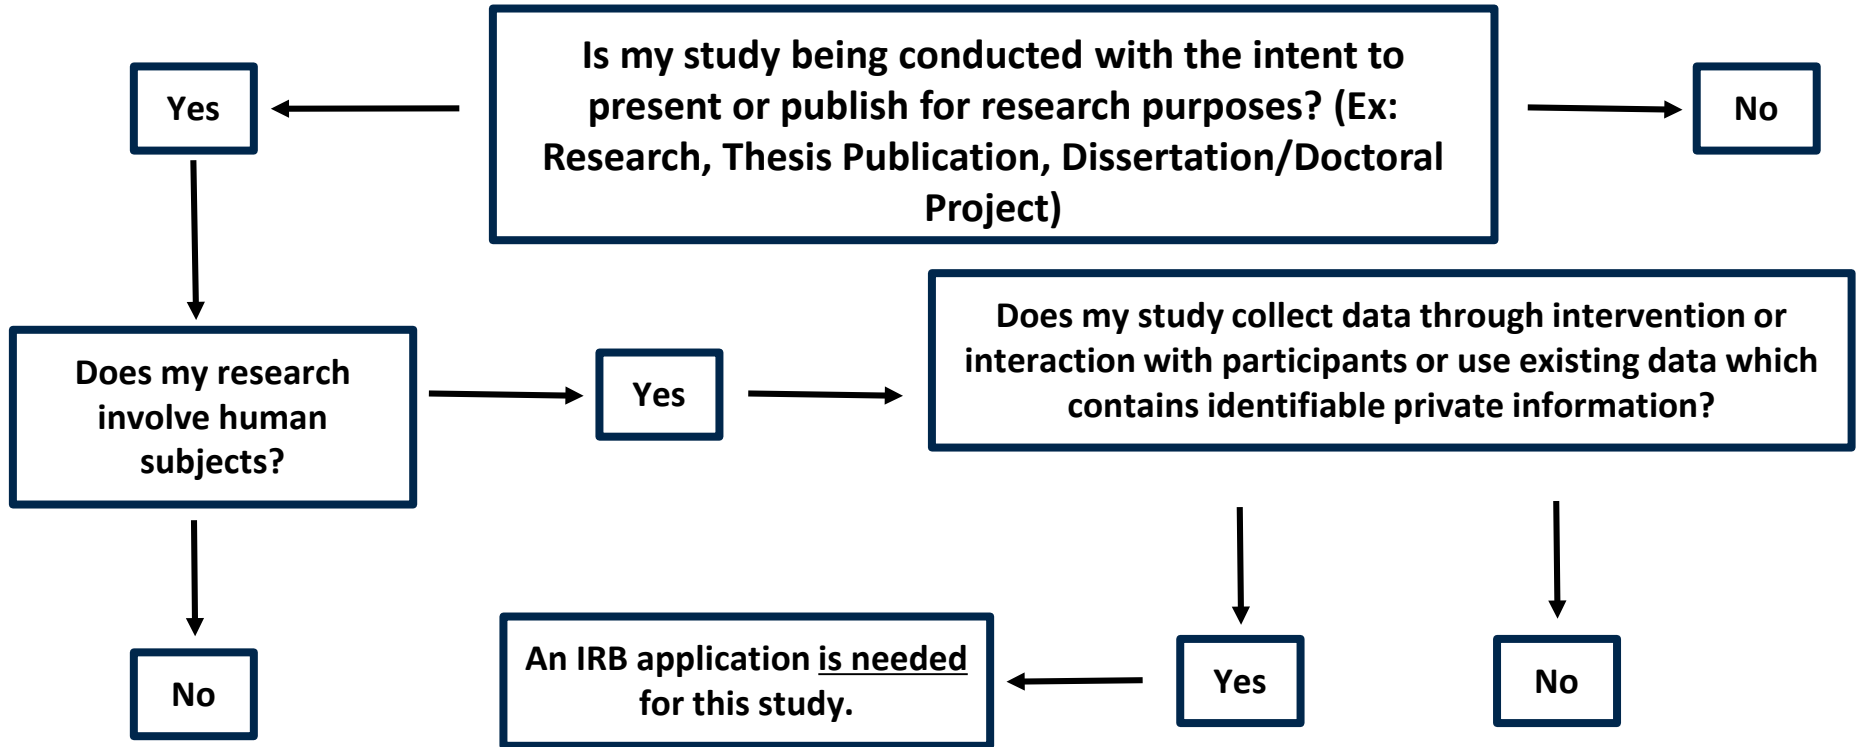 Is my study being conducted with the intent to
present or publish for research purposes? (Ex:
Research, Thesis Publication, Dissertation/Doctoral
Project)
Yes
No
Does my research
involve human
subjects?
Yes
Does my study collect data through intervention or
interaction with participants or use existing data which
contains identifiable private information?
No
An IRB application is needed
for this study.
Yes
No